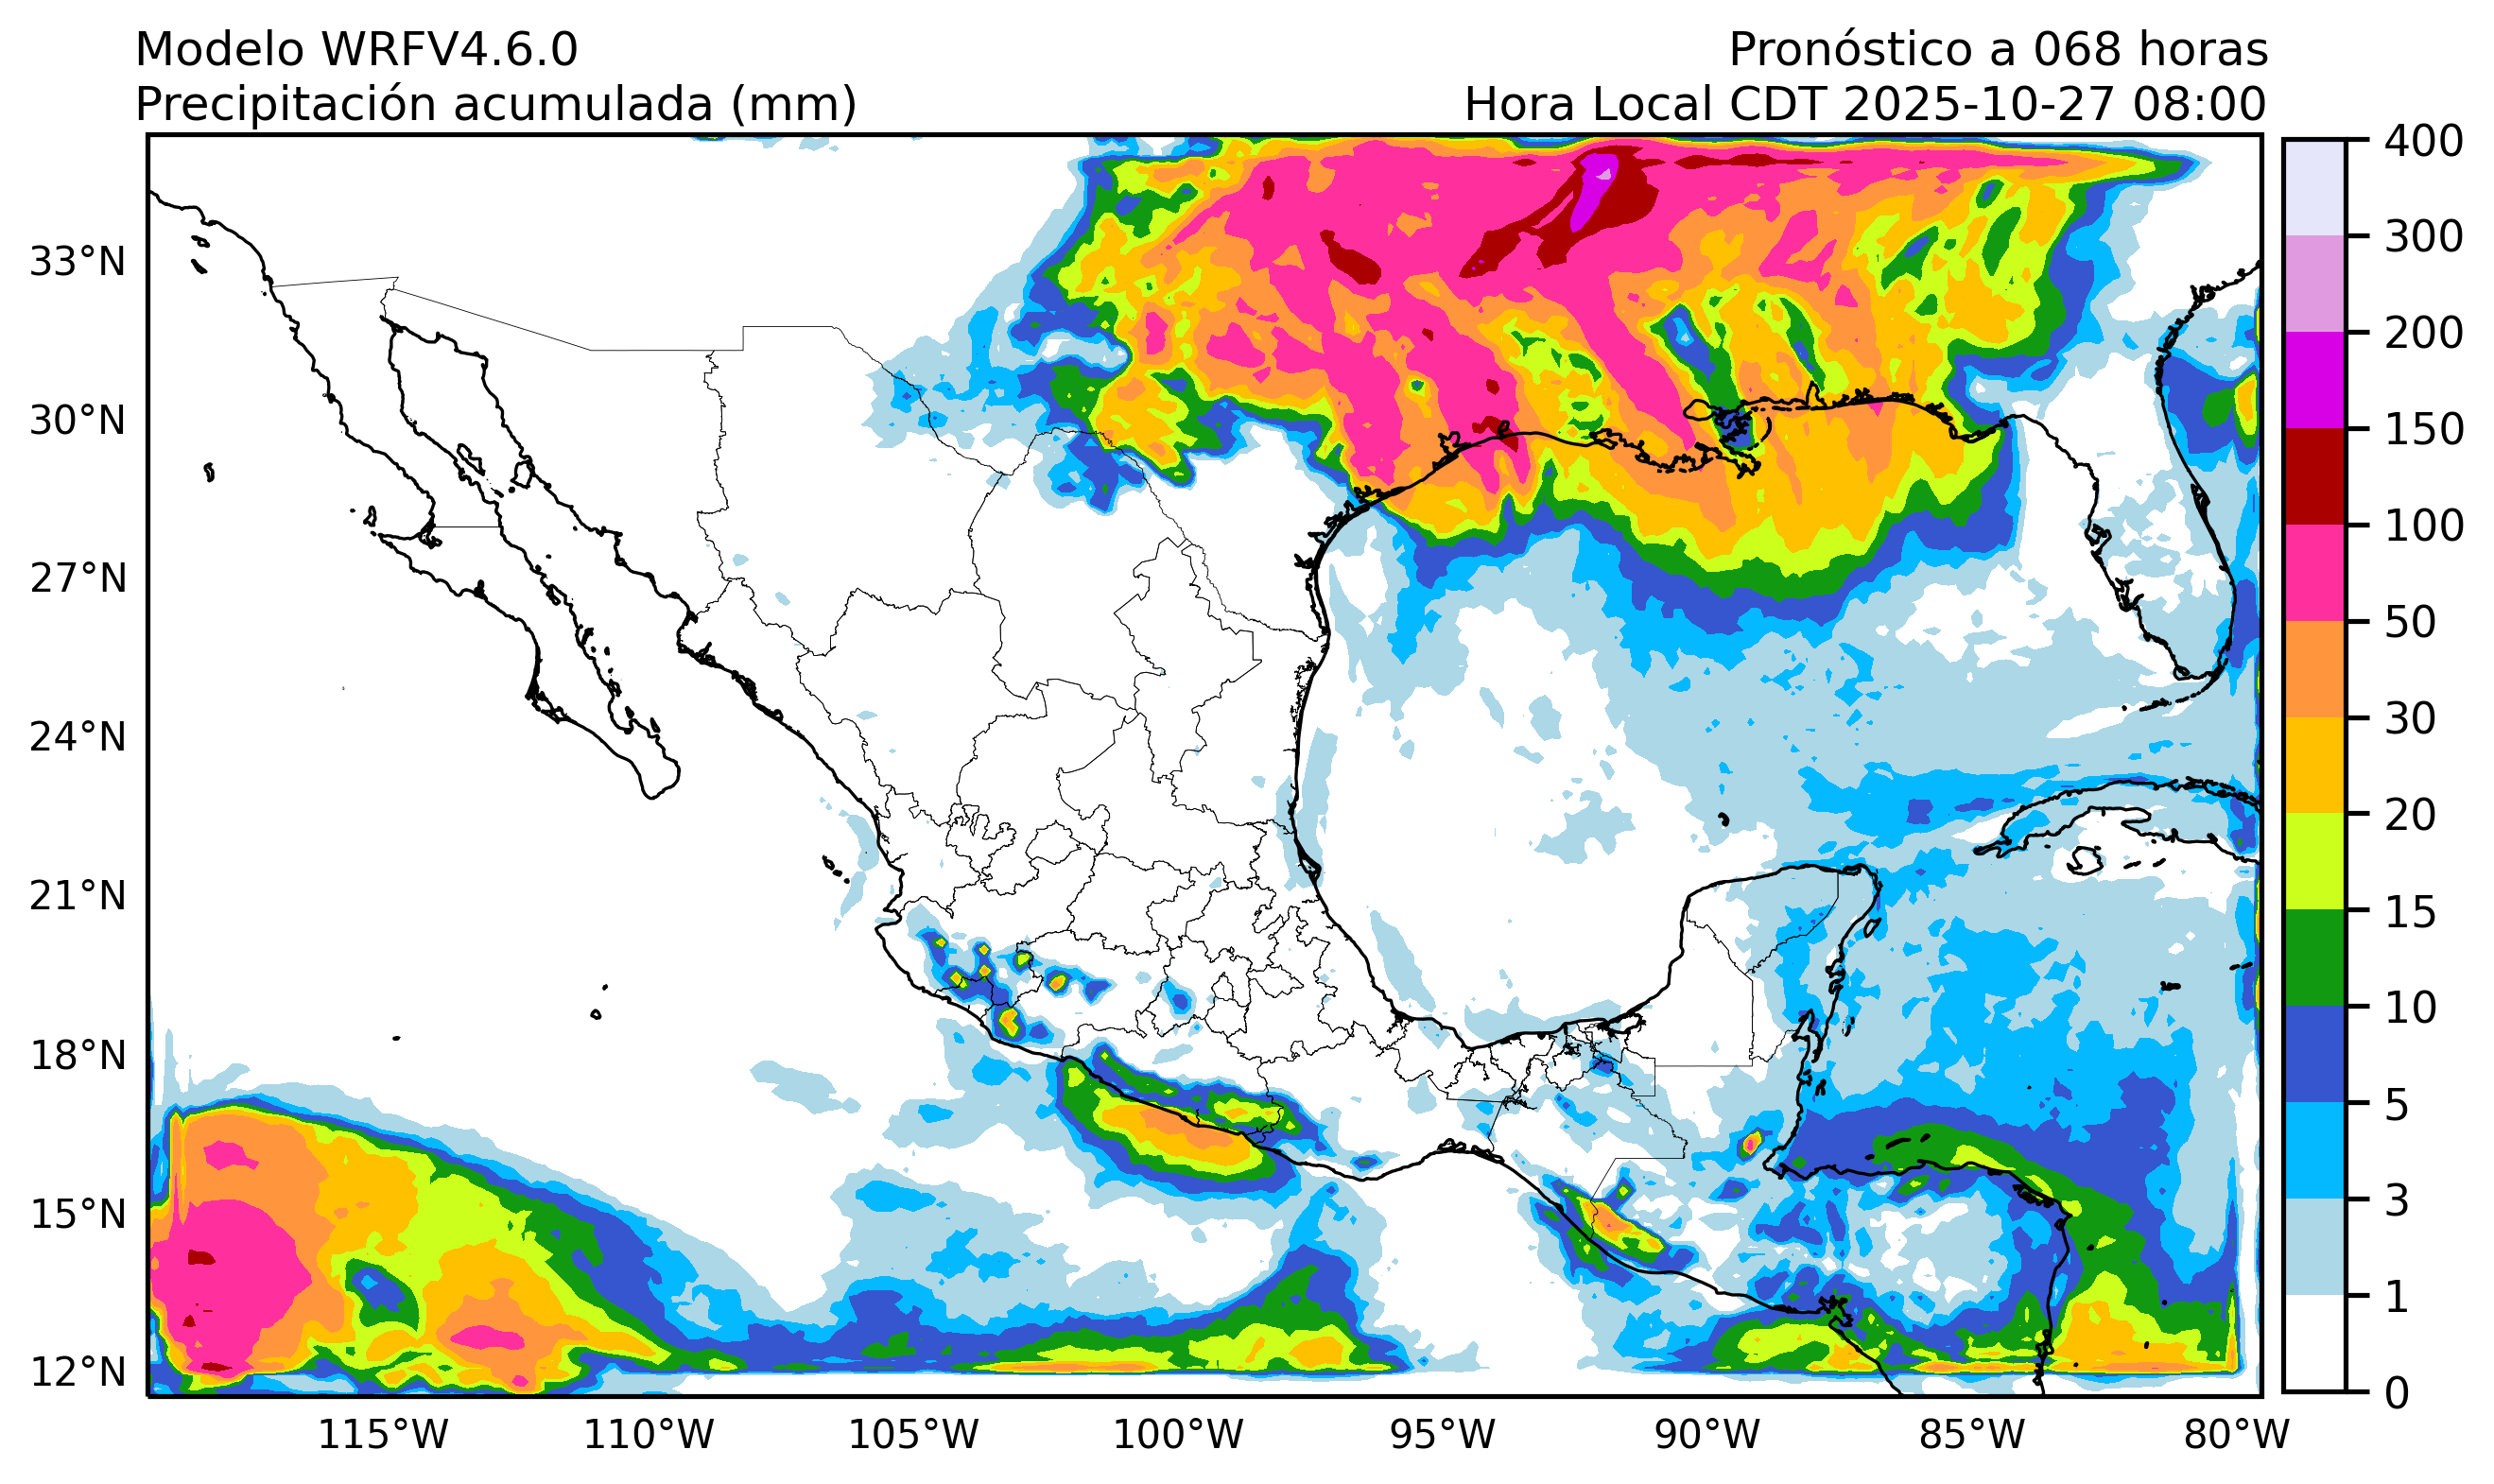 Modelo WRFV4.6.0
Pronóstico a 068 horas
Precipitación acumulada (mm)
Hora Local CDT 2025-10-27 08:00
33°N
30°N
27°N
24°N
21°N
18°N
15°N
12°N
115°W
110°W
105°W
100°W
95°W
90°W
85°W
80°W
400
300
200
150
100
50
30
20
15
10
5
3
1
0